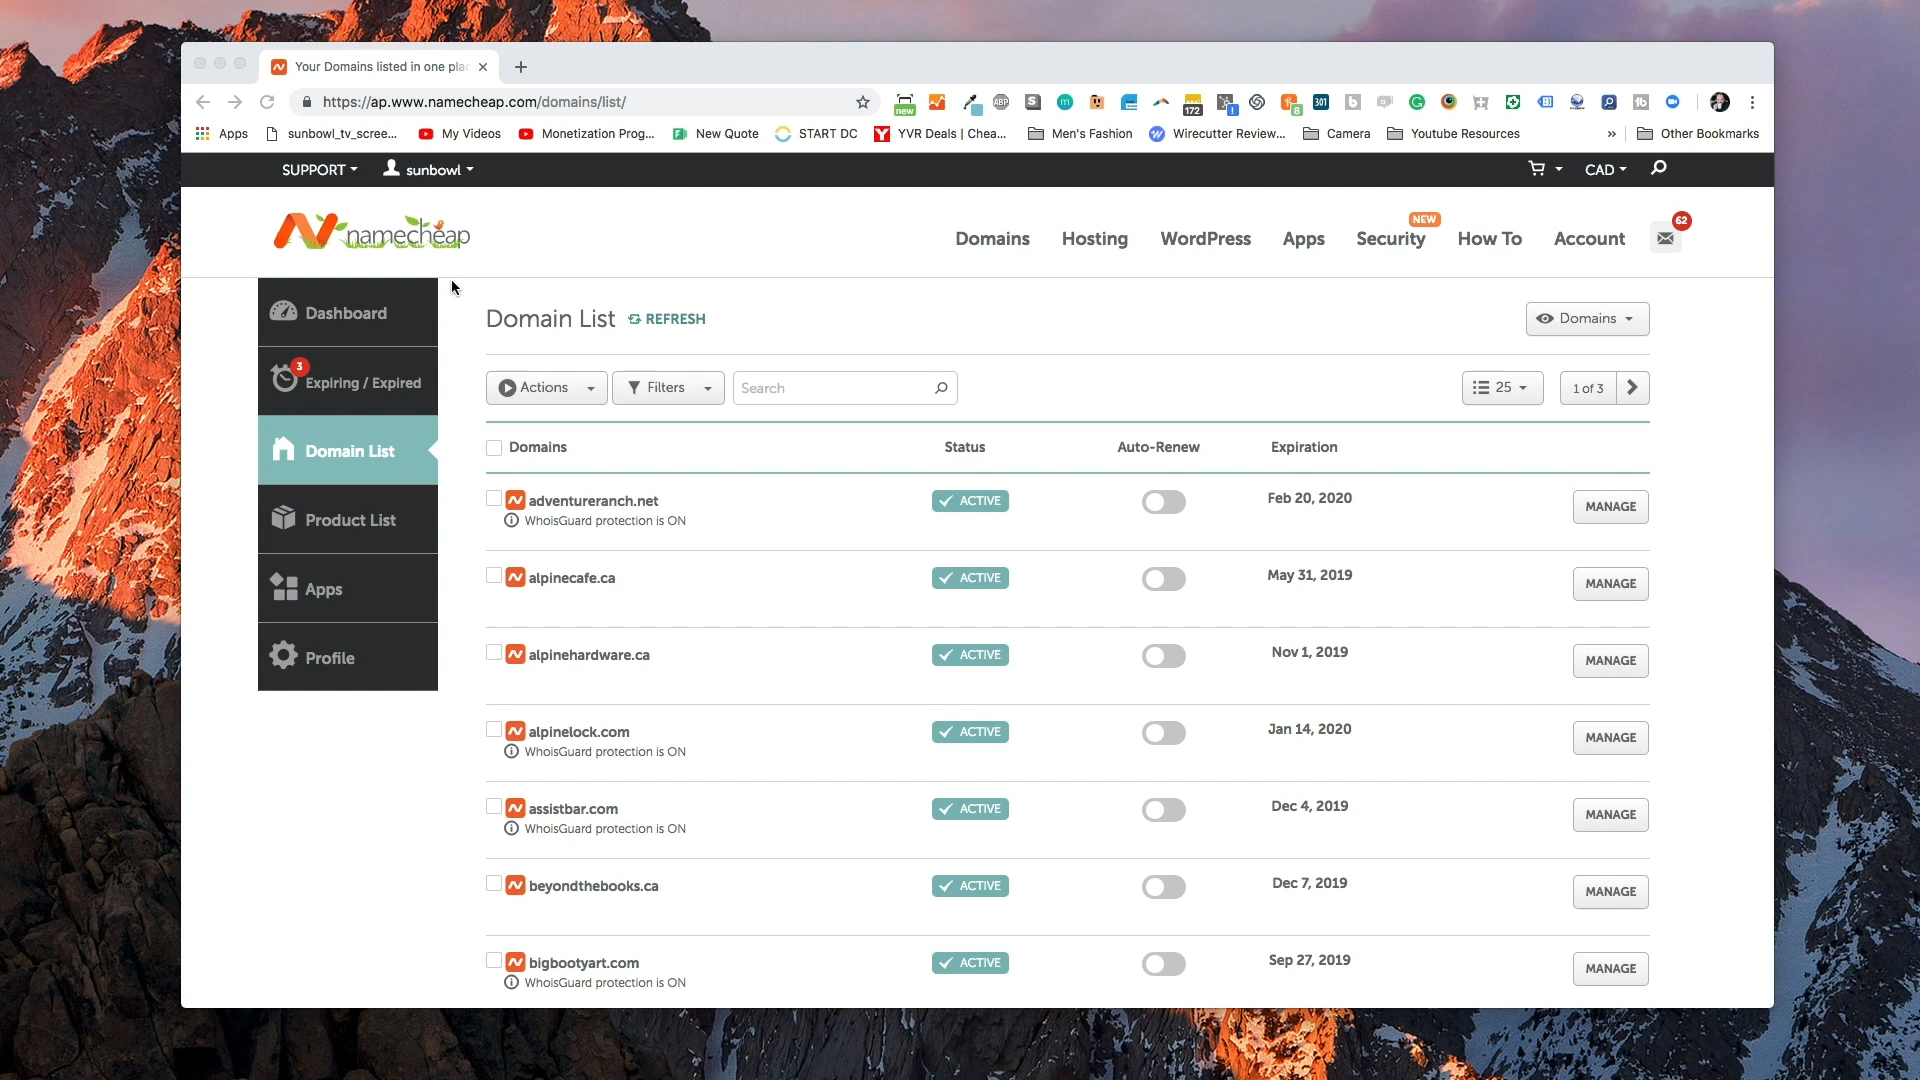 Your Domains listed in one plac
https://ap.www.namecheap.com/domains/list/
new
ABP
S
m
172
!
8
301
b
G
tb
Apps
sunbowl_tv_scree...
My Videos
Monetization Prog...
New Quote
START DC
YVR Deals | Chea...
Men's Fashion
Wirecutter Review...
Camera
Youtube Resources
»
Other Bookmarks
SUPPORT
sunbowl
CAD
namecheap
Domains
Hosting
WordPress
Apps
Security
NEW
How To
Account
62
Dashboard
3
Expiring / Expired
Domain List
Product List
Apps
Profile
Domain List
REFRESH
Domains
Actions
Filters
Search
25
1 of 3
Domains
Status
Auto-Renew
Expiration
adventureranch.net
WhoisGuard protection is ON
ACTIVE
Feb 20, 2020
MANAGE
alpinecafe.ca
ACTIVE
May 31, 2019
MANAGE
alpinehardware.ca
ACTIVE
Nov 1, 2019
MANAGE
alpinelock.com
WhoisGuard protection is ON
ACTIVE
Jan 14, 2020
MANAGE
assistbar.com
WhoisGuard protection is ON
ACTIVE
Dec 4, 2019
MANAGE
beyondthebooks.ca
ACTIVE
Dec 7, 2019
MANAGE
bigbootyart.com
WhoisGuard protection is ON
ACTIVE
Sep 27, 2019
MANAGE